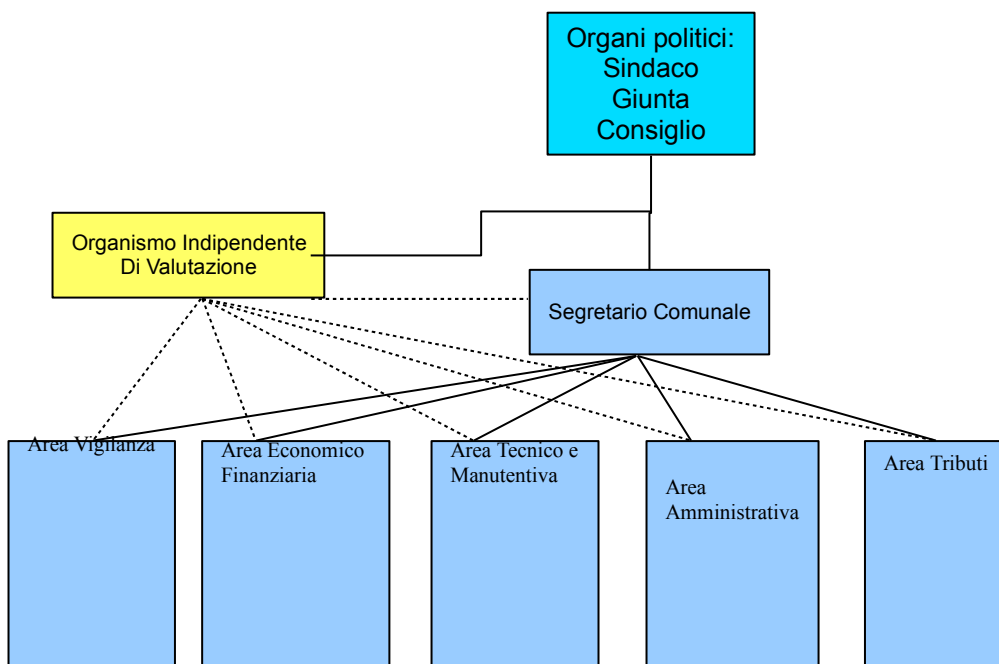 Organi politici:
Sindaco
Giunta
Consiglio
Organismo Indipendente
Di Valutazione
Segretario Comunale
Area Vigilanza
Area Economico
Finanziaria
Area Tecnico e
Manutentiva
Area
Amministrativa
Area Tributi